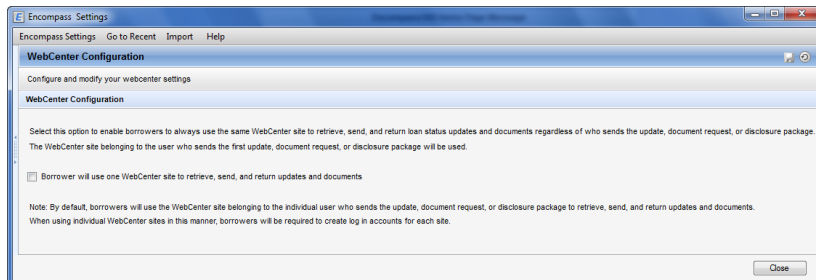 Encompass Settings
Encompass Settings Go to Recent Import Help
WebCenter Configuration
Configure and modify your webcenter settings
WebCenter Configuration
Select this option to enable borrowers to always use the same WebCenter site to retrieve, send, and return loan status updates and documents regardless of who sends the update, document request, or disclosure package.
The WebCenter site belonging to the user who sends the first update, document request, or disclosure package will be used.
Borrower will use one WebCenter site to retrieve, send, and return updates and documents
Note: By default, borrowers will use the WebCenter site belonging to the individual user who sends the update, document request, or disclosure package to retrieve, send, and return updates and documents.
When using individual WebCenter sites in this manner, borrowers will be required to create log in accounts for each site.
Close